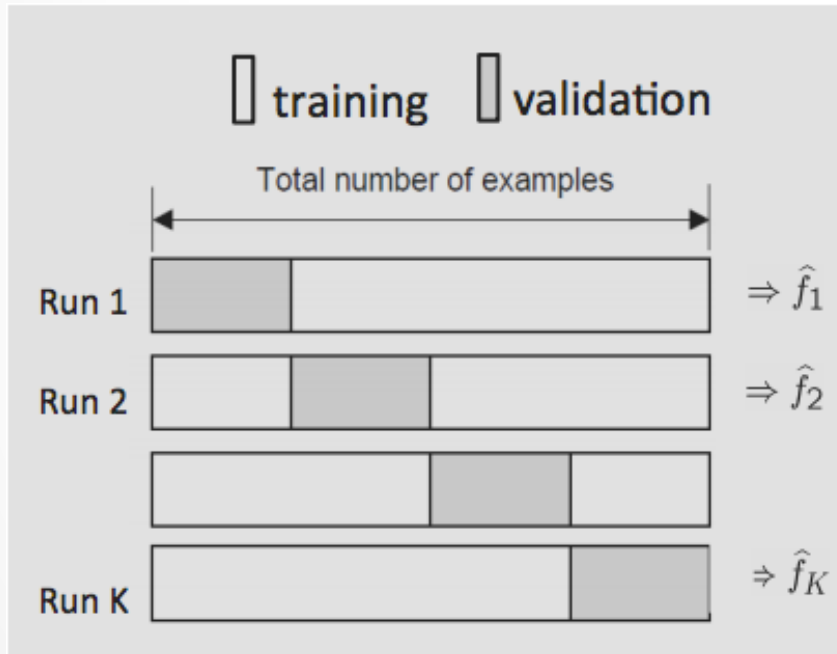 training validation
Total number of examples
Run 1 ⇒ f̂₁
Run 2 ⇒ f̂₂
Run K ⇒ f̂_K